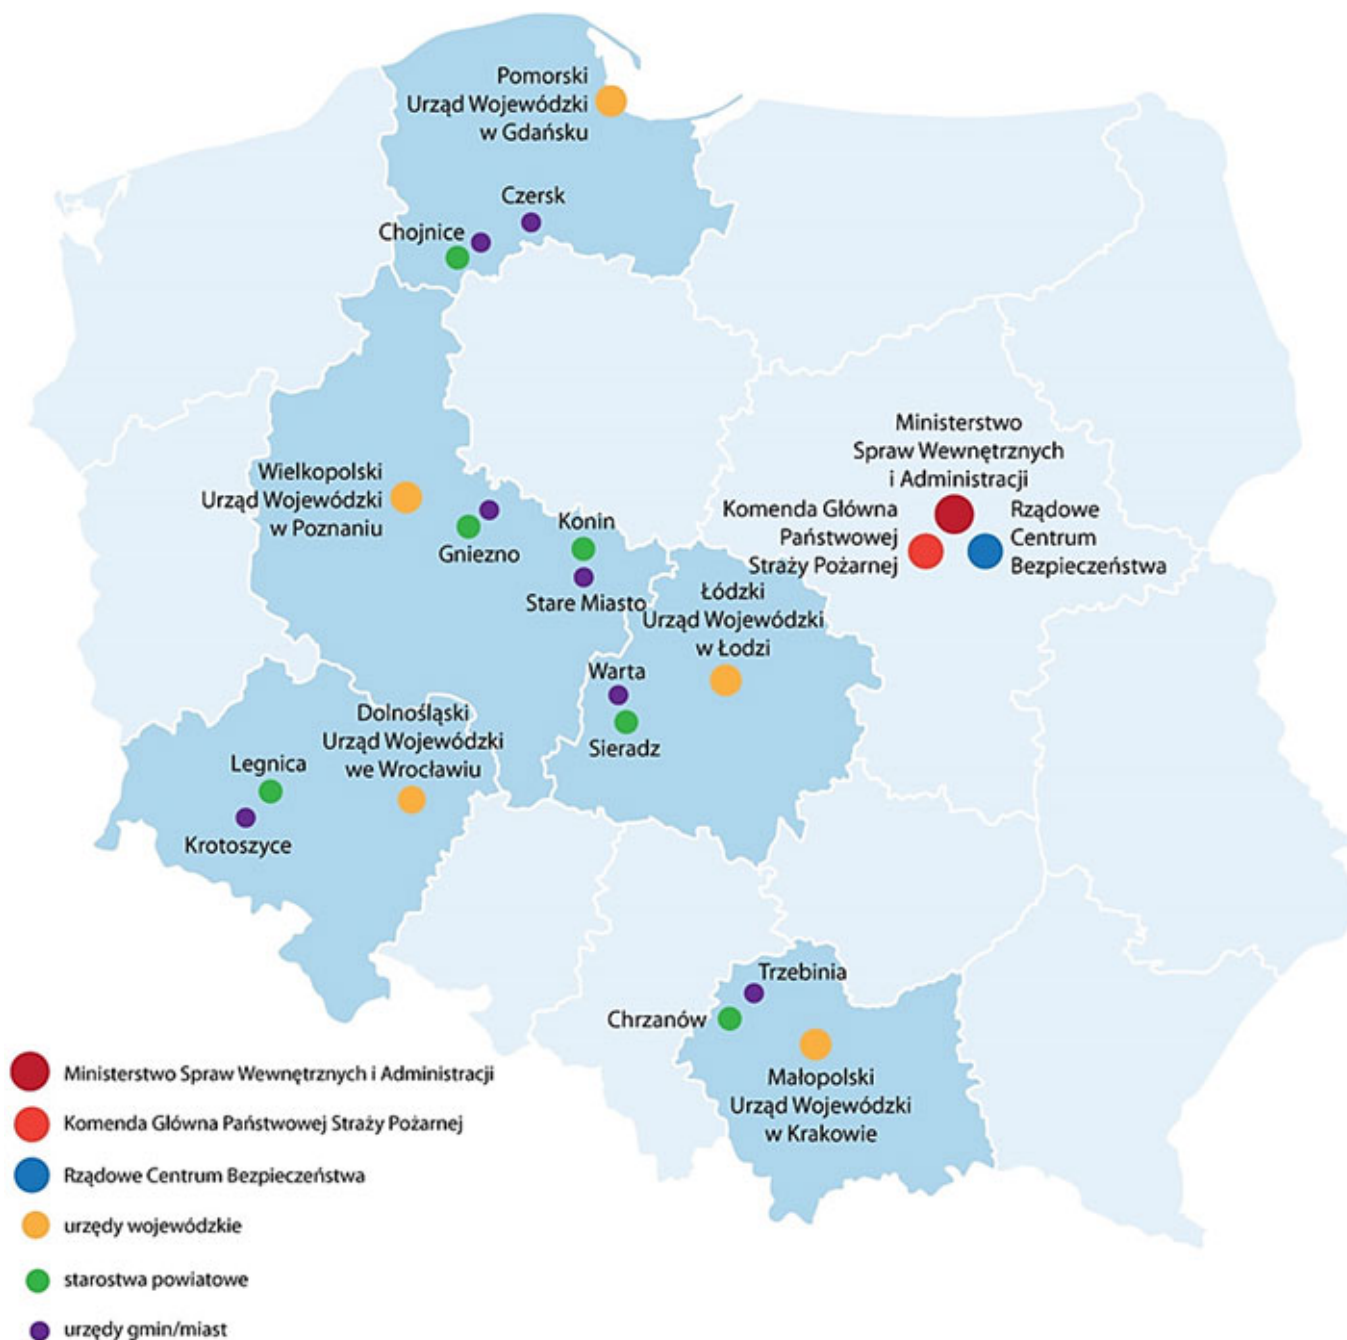 Pomorski
Urząd Wojewódzki
w Gdańsku
Czersk
Chojnice
Ministerstwo
Spraw Wewnętrznych
i Administracji
Komenda Główna
Państwowej
Straży Pożarnej
Rządowe
Centrum
Bezpieczeństwa
Wielkopolski
Urząd Wojewódzki
w Poznaniu
Gniezno
Konin
Stare Miasto
Łódzki
Urząd Wojewódzki
w Łodzi
Warta
Sieradz
Dolnośląski
Urząd Wojewódzki
we Wrocławiu
Legnica
Krotoszyce
Trzebinia
Chrzanów
Małopolski
Urząd Wojewódzki
w Krakowie
Ministerstwo Spraw Wewnętrznych i Administracji
Komenda Główna Państwowej Straży Pożarnej
Rządowe Centrum Bezpieczeństwa
urzędy wojewódzkie
starostwa powiatowe
urzędy gmin/miast